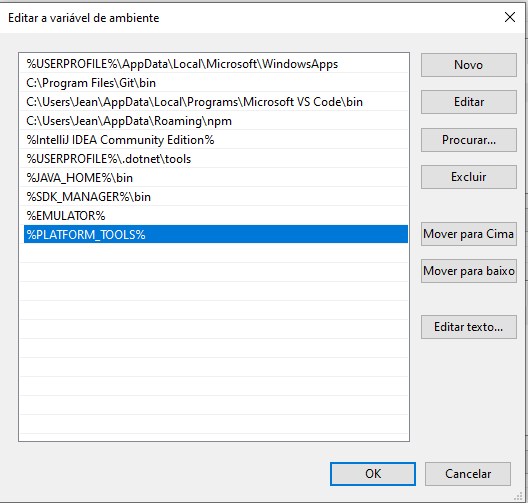 Editar a variável de ambiente
%USERPROFILE%\AppData\Local\Microsoft\WindowsApps
C:\Program Files\Git\bin
C:\Users\Jean\AppData\Local\Programs\Microsoft VS Code\bin
C:\Users\Jean\AppData\Roaming\npm
%IntelliJ IDEA Community Edition%
%USERPROFILE%\.dotnet\tools
%JAVA_HOME%\bin
%SDK_MANAGER%\bin
%EMULATOR%
%PLATFORM_TOOLS%
Novo
Editar
Procurar...
Excluir
Mover para Cima
Mover para baixo
Editar texto...
OK
Cancelar